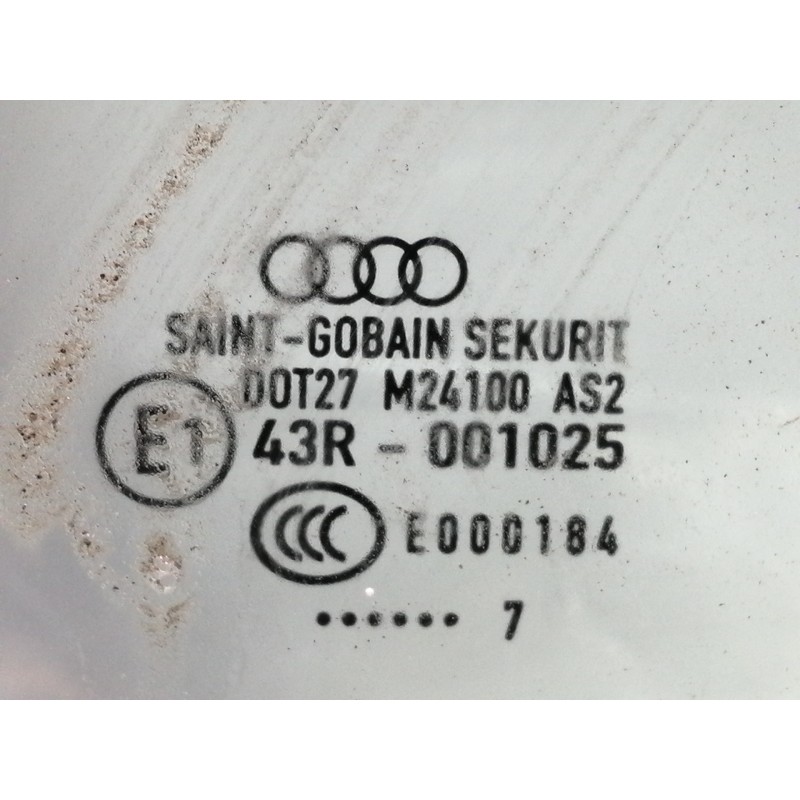 SAINT-GOBAIN SEKURIT
DOT27 M24100 AS2
E1 43R - 001025
CCC E000184
...... 7